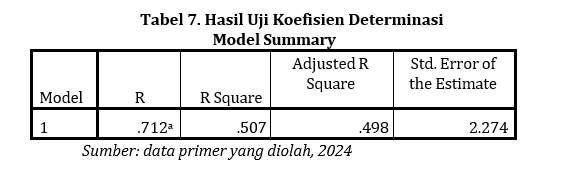 Tabel 7. Hasil Uji Koefisien Determinasi
Model Summary
Model R R Square Adjusted R Square Std. Error of the Estimate
1 .712a .507 .498 2.274
Sumber: data primer yang diolah, 2024